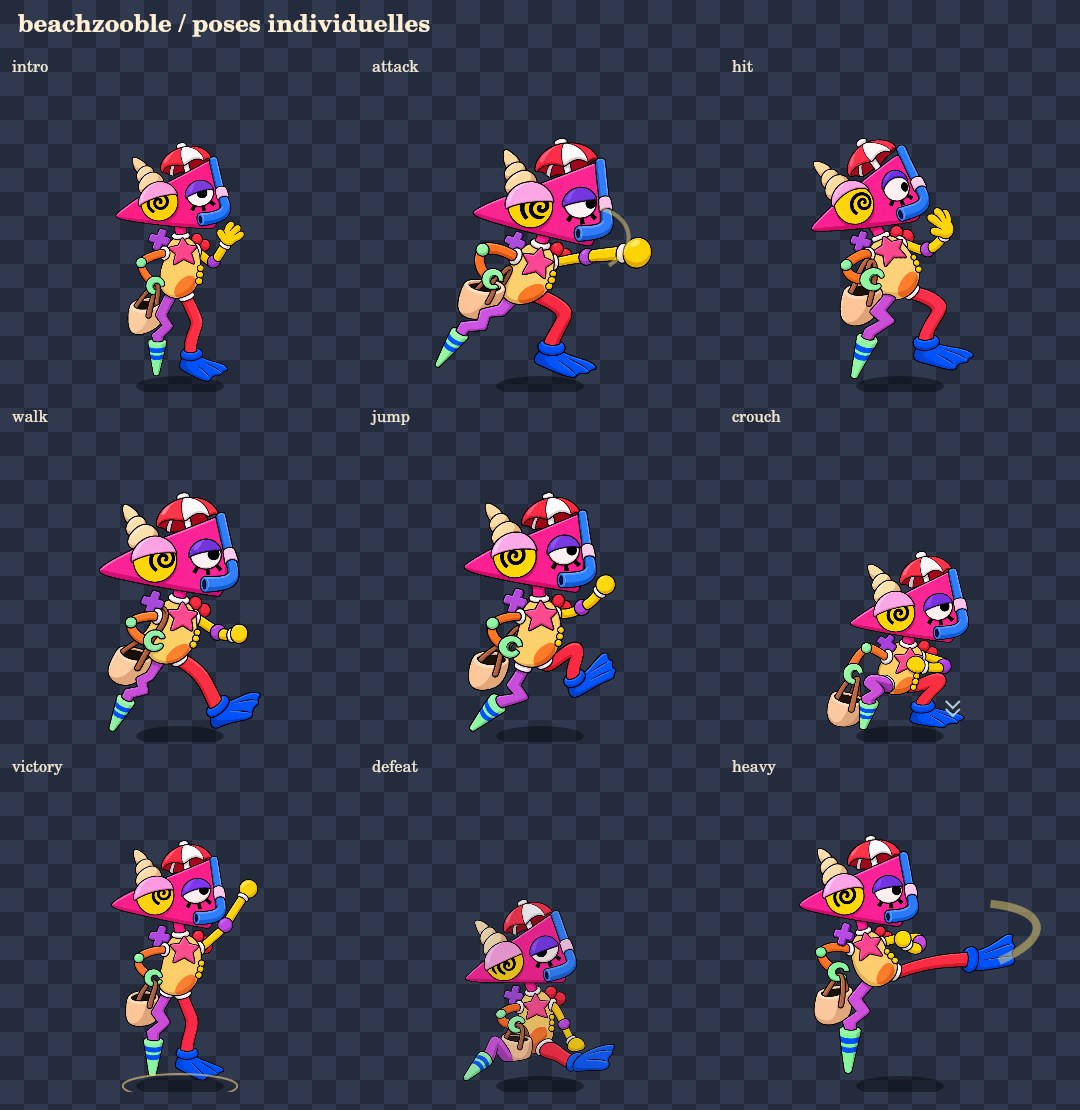 beachzooble / poses individuelles
intro
attack
hit
walk
jump
crouch
victory
defeat
heavy